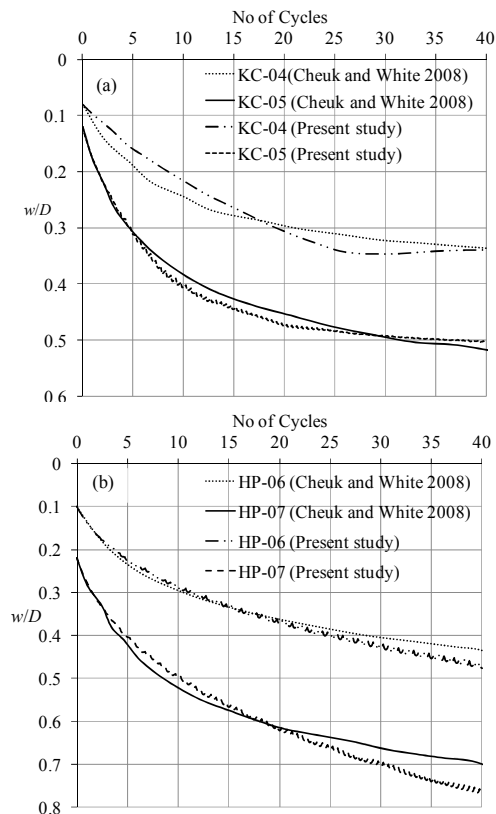 No of Cycles
0 5 10 15 20 25 30 35 40
0
(a)
KC-04(Cheuk and White 2008)
KC-05 (Cheuk and White 2008)
KC-04 (Present study)
KC-05 (Present study)
0.1
0.2
w/D
0.3
0.4
0.5
0.6
No of Cycles
0 5 10 15 20 25 30 35 40
0
(b)
HP-06 (Cheuk and White 2008)
HP-07 (Cheuk and White 2008)
HP-06 (Present study)
HP-07 (Present study)
0.1
0.2
0.3
w/D
0.4
0.5
0.6
0.7
0.8